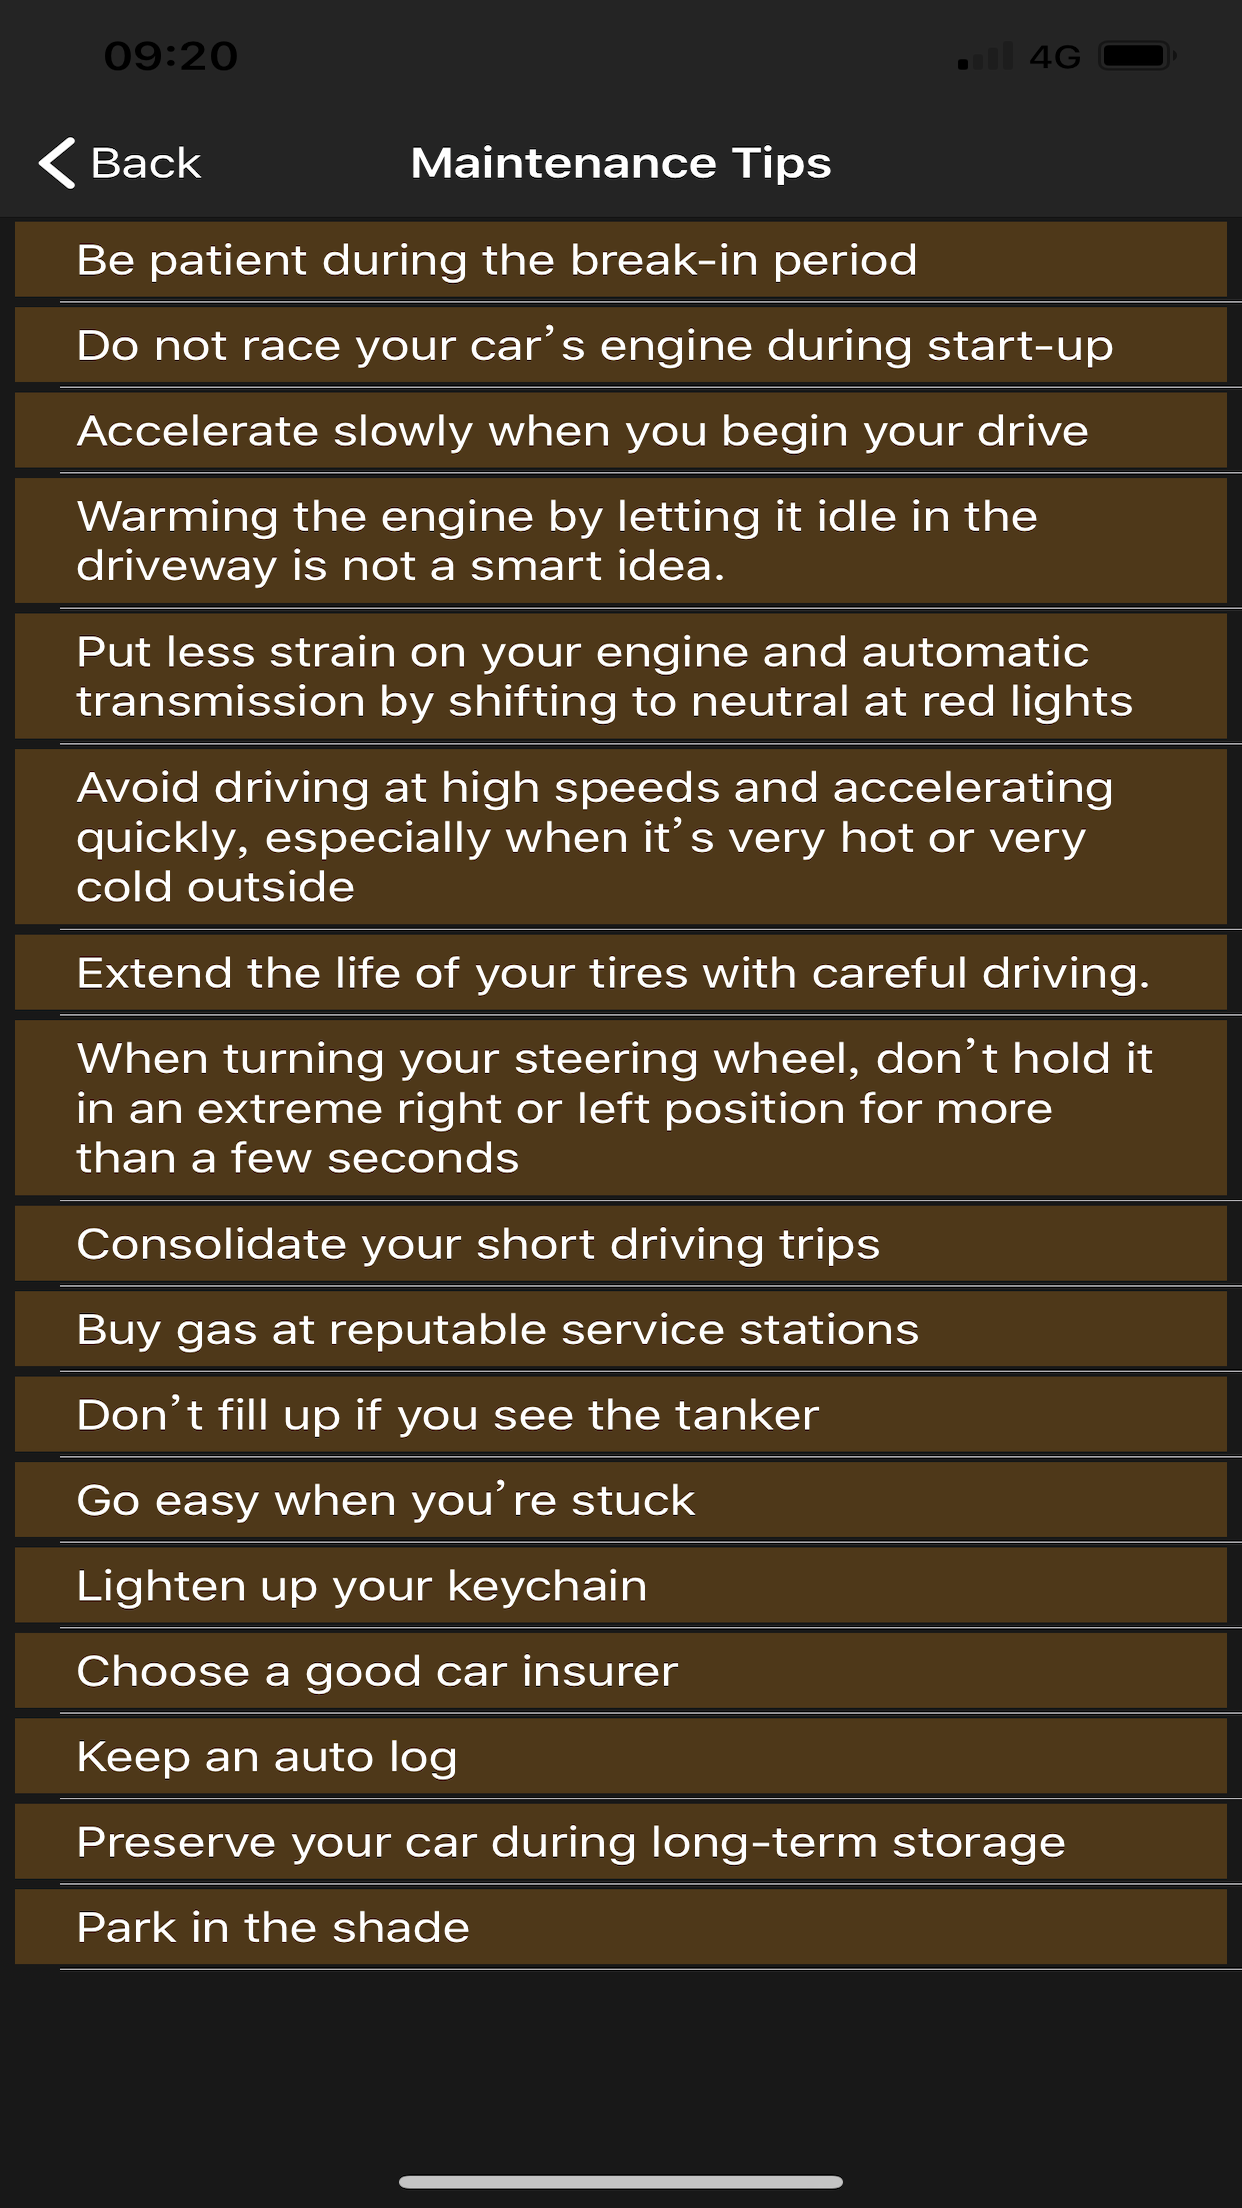 09:20
4G
Back
Maintenance Tips
Be patient during the break-in period
Do not race your car’s engine during start-up
Accelerate slowly when you begin your drive
Warming the engine by letting it idle in the
driveway is not a smart idea.
Put less strain on your engine and automatic
transmission by shifting to neutral at red lights
Avoid driving at high speeds and accelerating
quickly, especially when it’s very hot or very
cold outside
Extend the life of your tires with careful driving.
When turning your steering wheel, don’t hold it
in an extreme right or left position for more
than a few seconds
Consolidate your short driving trips
Buy gas at reputable service stations
Don’t fill up if you see the tanker
Go easy when you’re stuck
Lighten up your keychain
Choose a good car insurer
Keep an auto log
Preserve your car during long-term storage
Park in the shade